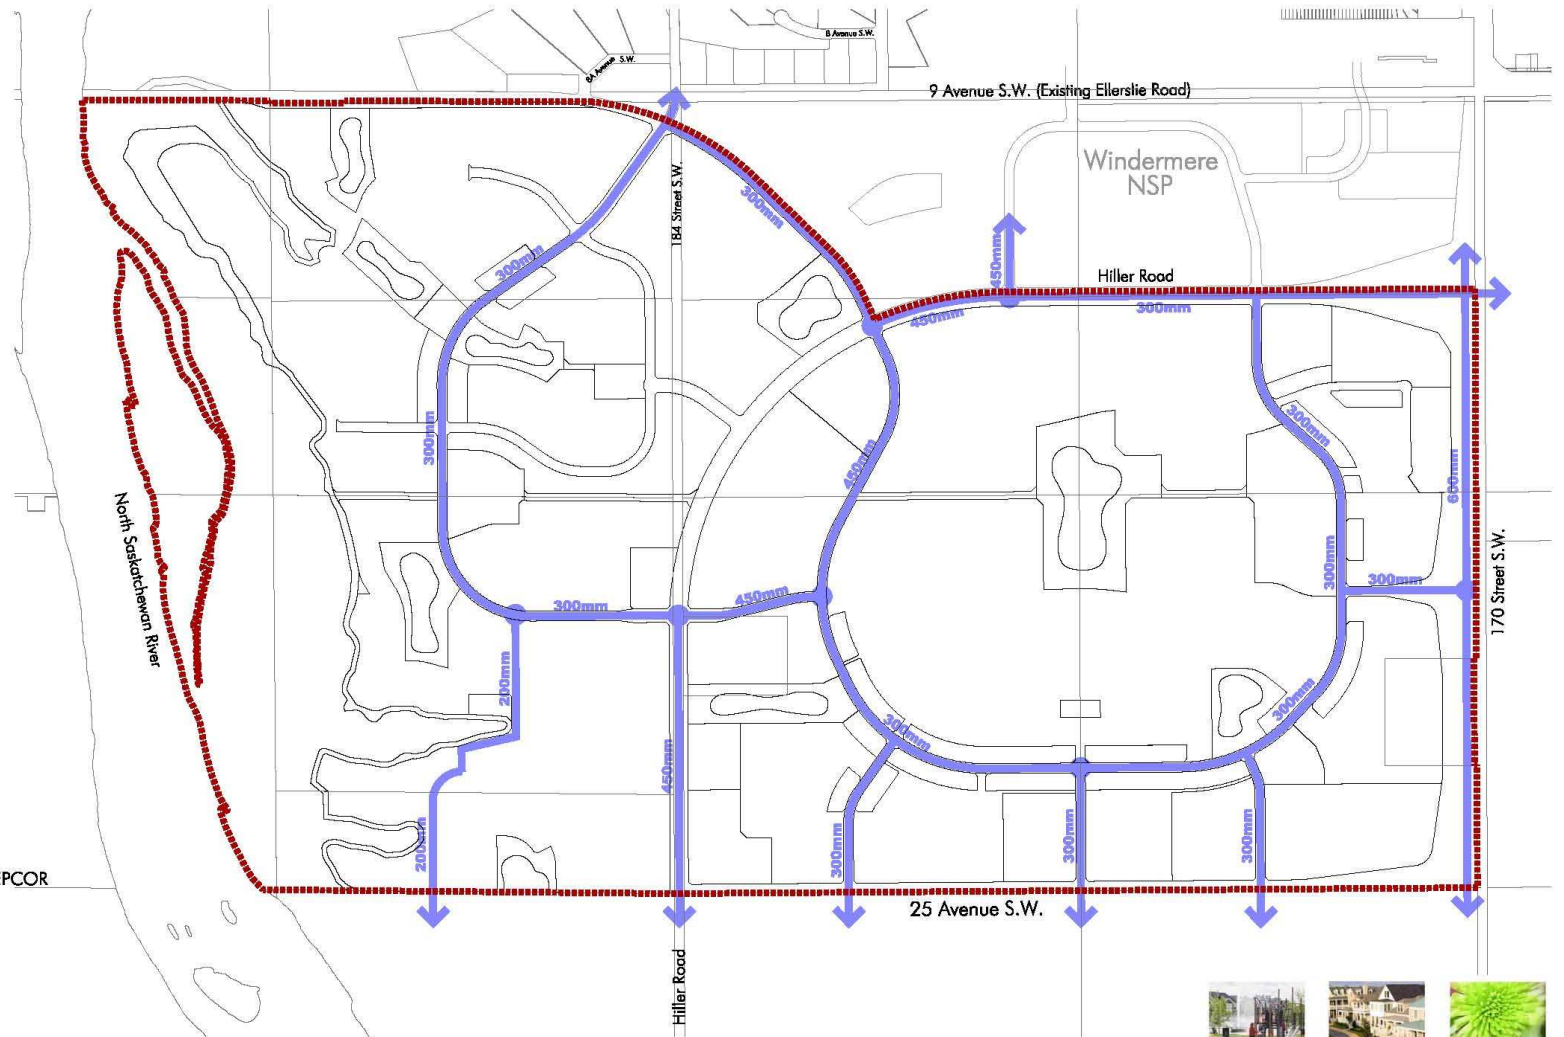 8 Avenue S.W.
8A Avenue S.W.
9 Avenue S.W. (Existing Ellerslie Road)
Windermere
NSP
184 Street S.W.
300mm
450mm
Hiller Road
300mm
450mm
300mm
300mm
300mm
300mm
450mm
600mm
North Saskatchewan River
300mm
300mm
170 Street S.W.
300mm
450mm
200mm
300mm
300mm
450mm
200mm
300mm
300mm
300mm
PCOR
25 Avenue S.W.
Hiller Road